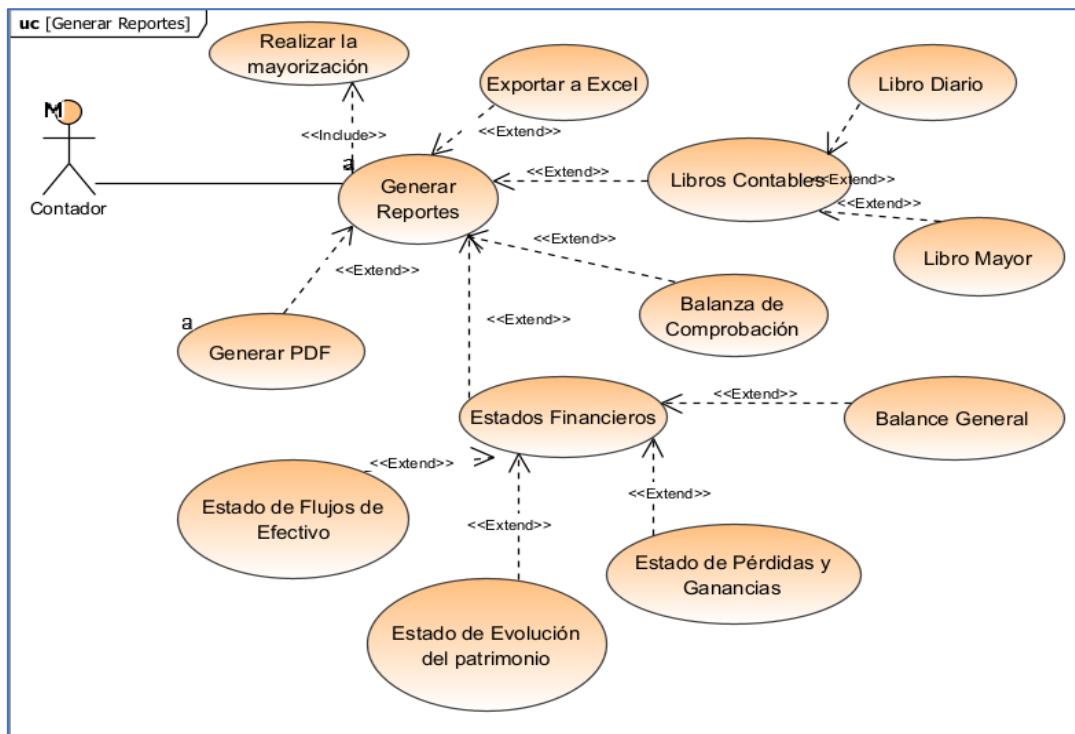 uc [Generar Reportes]
Realizar la
mayorización
Exportar a Excel
Libro Diario
M
<<Include>>
<<Extend>>
a
Contador
Generar
Reportes
<<Extend>>
Libros Contables
<<Extend>>
<<Extend>>
Libro Mayor
<<Extend>>
<<Extend>>
Balanza de
Comprobación
a
Generar PDF
<<Extend>>
<<Extend>>
Estados Financieros
Balance General
<<Extend>>
Estado de Flujos de
Efectivo
<<Extend>>
<<Extend>>
Estado de Pérdidas y
Ganancias
Estado de Evolución
del patrimonio